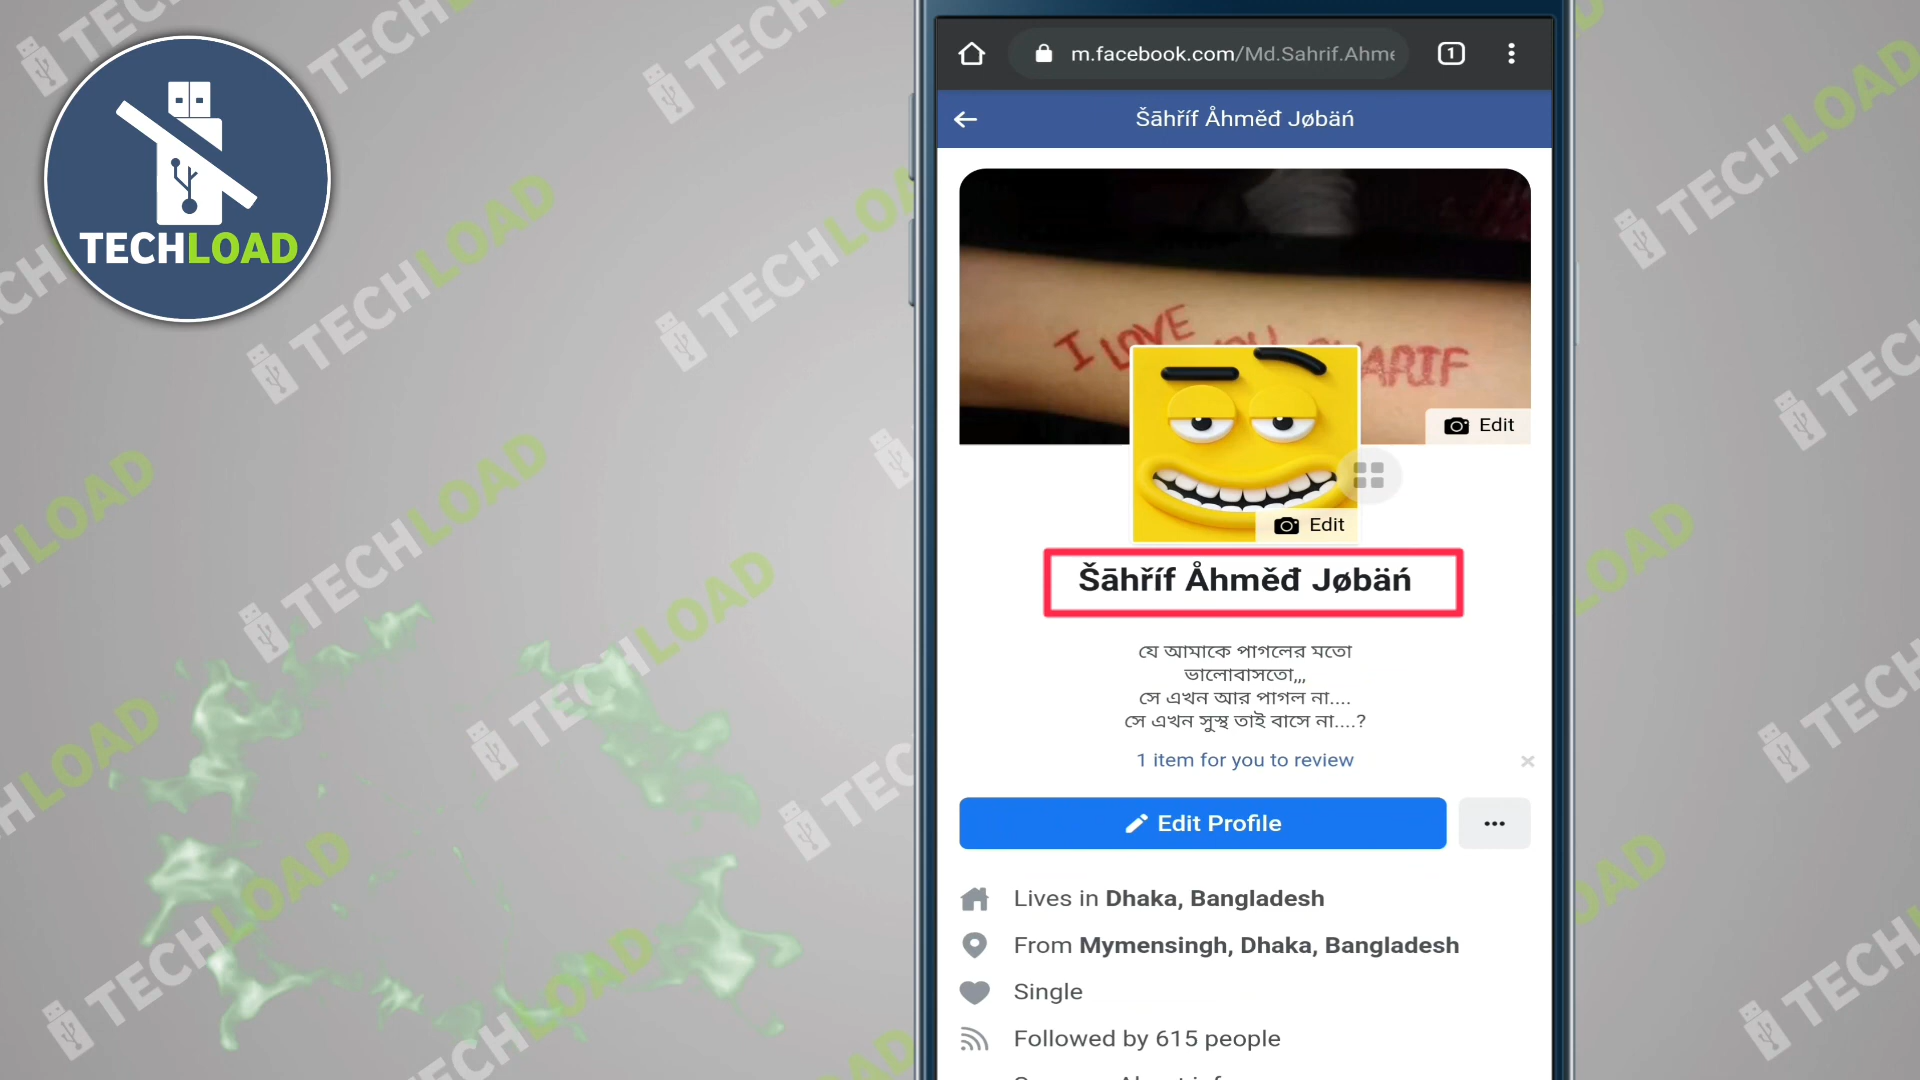 TECHLOAD
m.facebook.com/Md.Sahrif.Ahme
1
Šāhříf Åhměđ Jøbäń
I LOVE
ARIF
Edit
Edit
Šāhříf Åhměđ Jøbäń
যে আমাকে পাগলের মতো
ভালোবাসতো,,,
সে এখন আর পাগল না....
সে এখন সুস্থ তাই বাসে না....?
1 item for you to review
Edit Profile
Lives in Dhaka, Bangladesh
From Mymensingh, Dhaka, Bangladesh
Single
Followed by 615 people